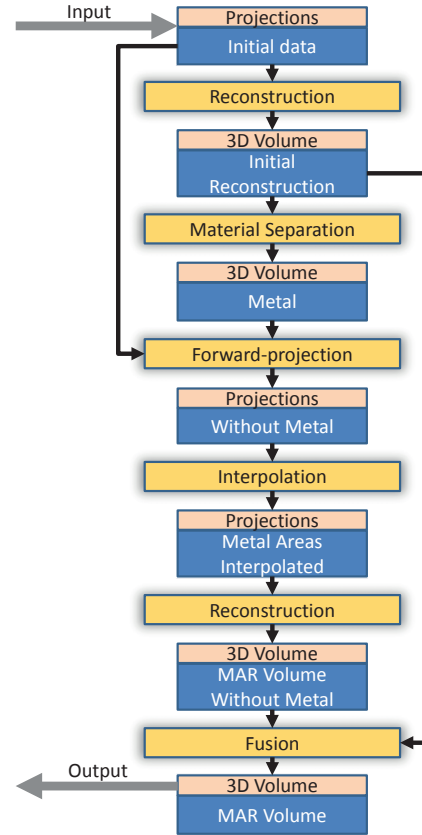 Input
Projections
Initial data
Reconstruction
3D Volume
Initial
Reconstruction
Material Separation
3D Volume
Metal
Forward-projection
Projections
Without Metal
Interpolation
Projections
Metal Areas
Interpolated
Reconstruction
3D Volume
MAR Volume
Without Metal
Fusion
Output
3D Volume
MAR Volume